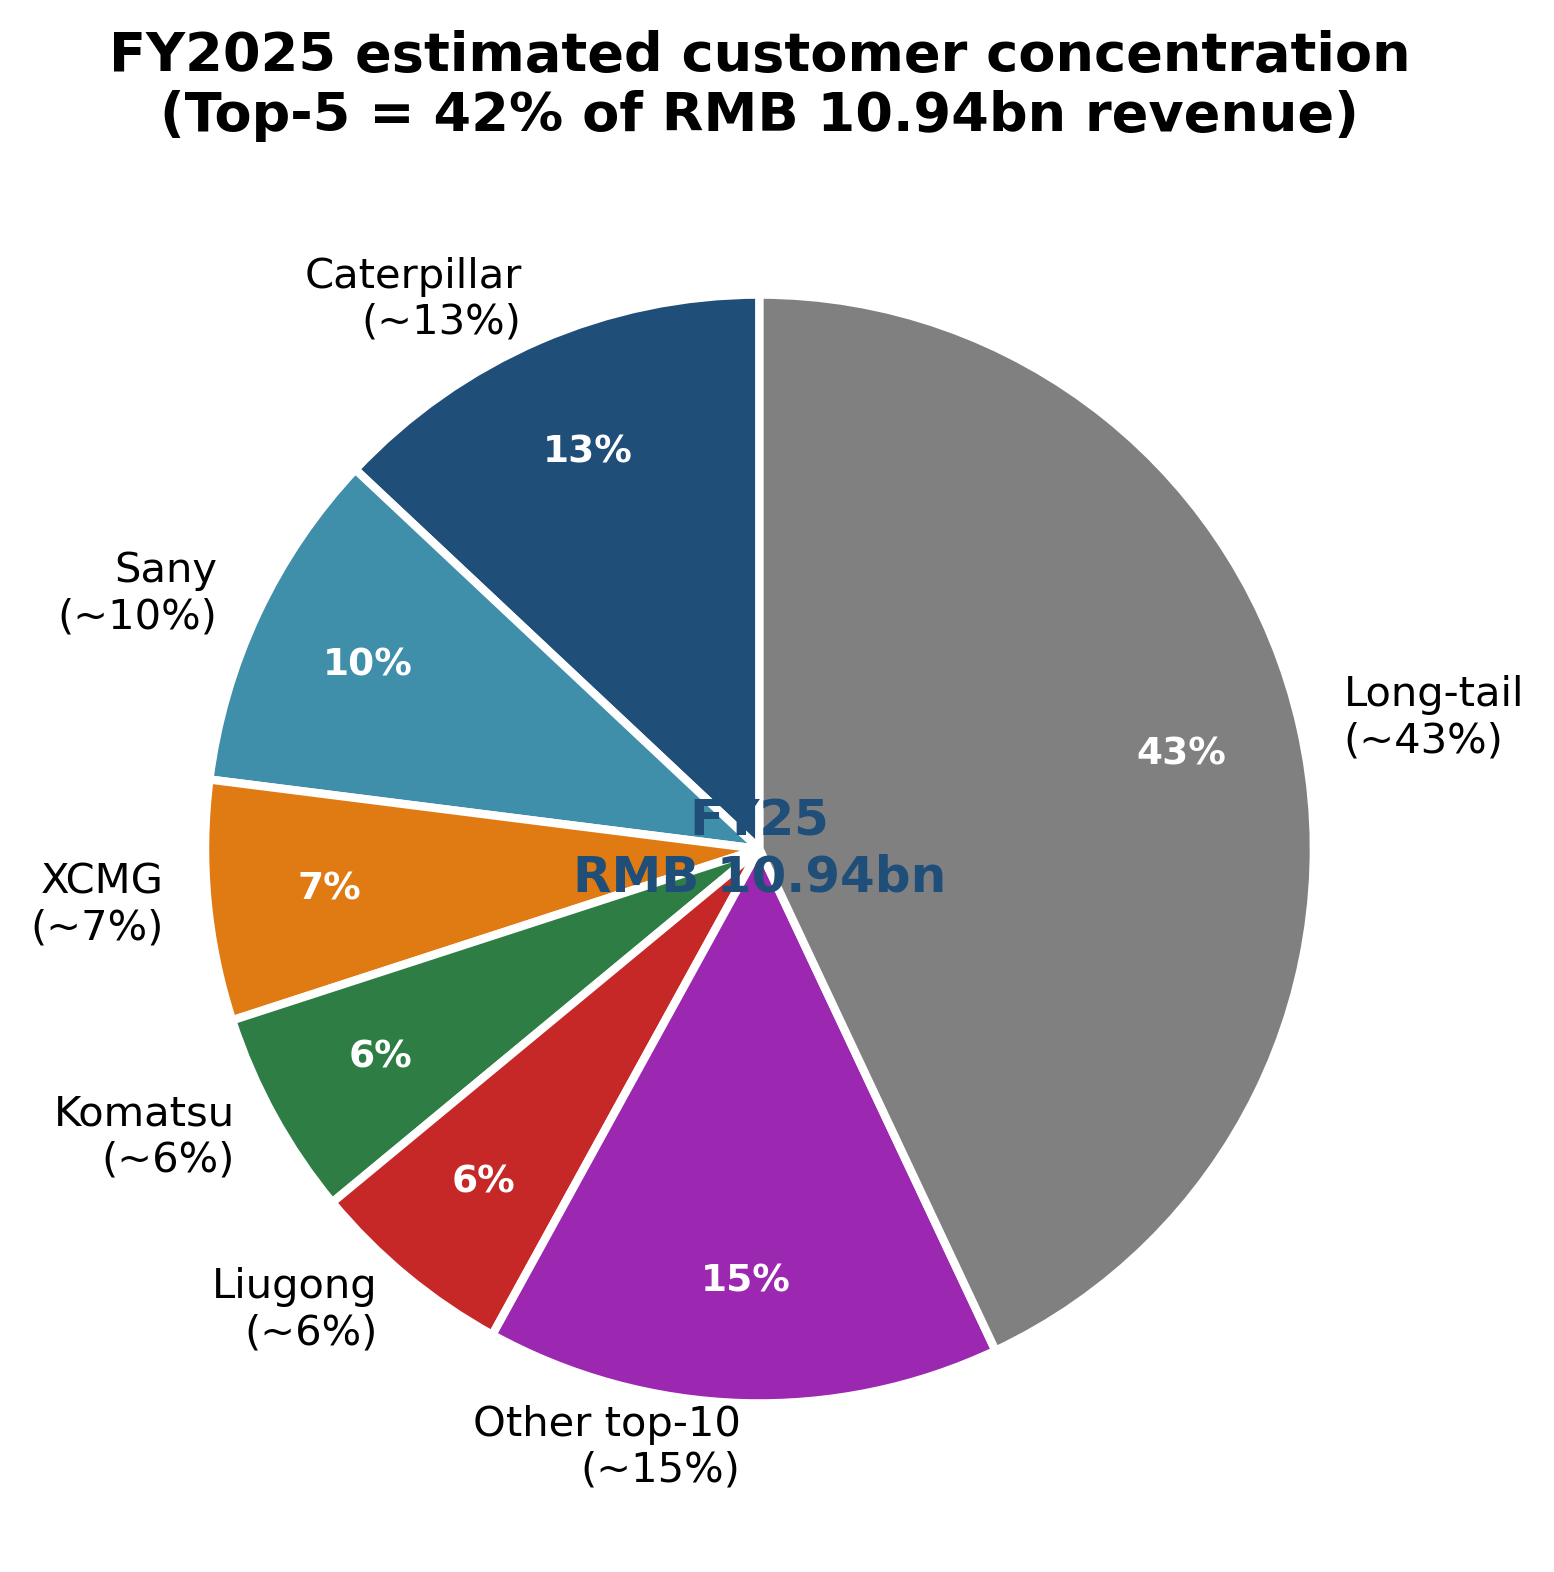 FY2025 estimated customer concentration
(Top-5 = 42% of RMB 10.94bn revenue)
Caterpillar
(~13%)
13%
Sany
(~10%)
10%
Long-tail
(~43%)
43%
FY25
RMB 10.94bn
XCMG
(~7%)
7%
Komatsu
(~6%)
6%
Liugong
(~6%)
6%
15%
Other top-10
(~15%)